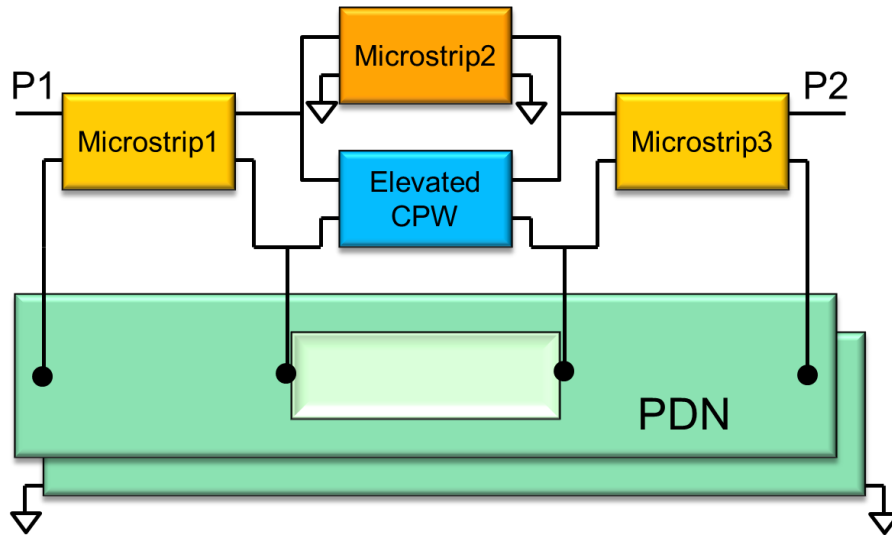 Microstrip2
P1
P2
Microstrip1
Microstrip3
Elevated
CPW
PDN